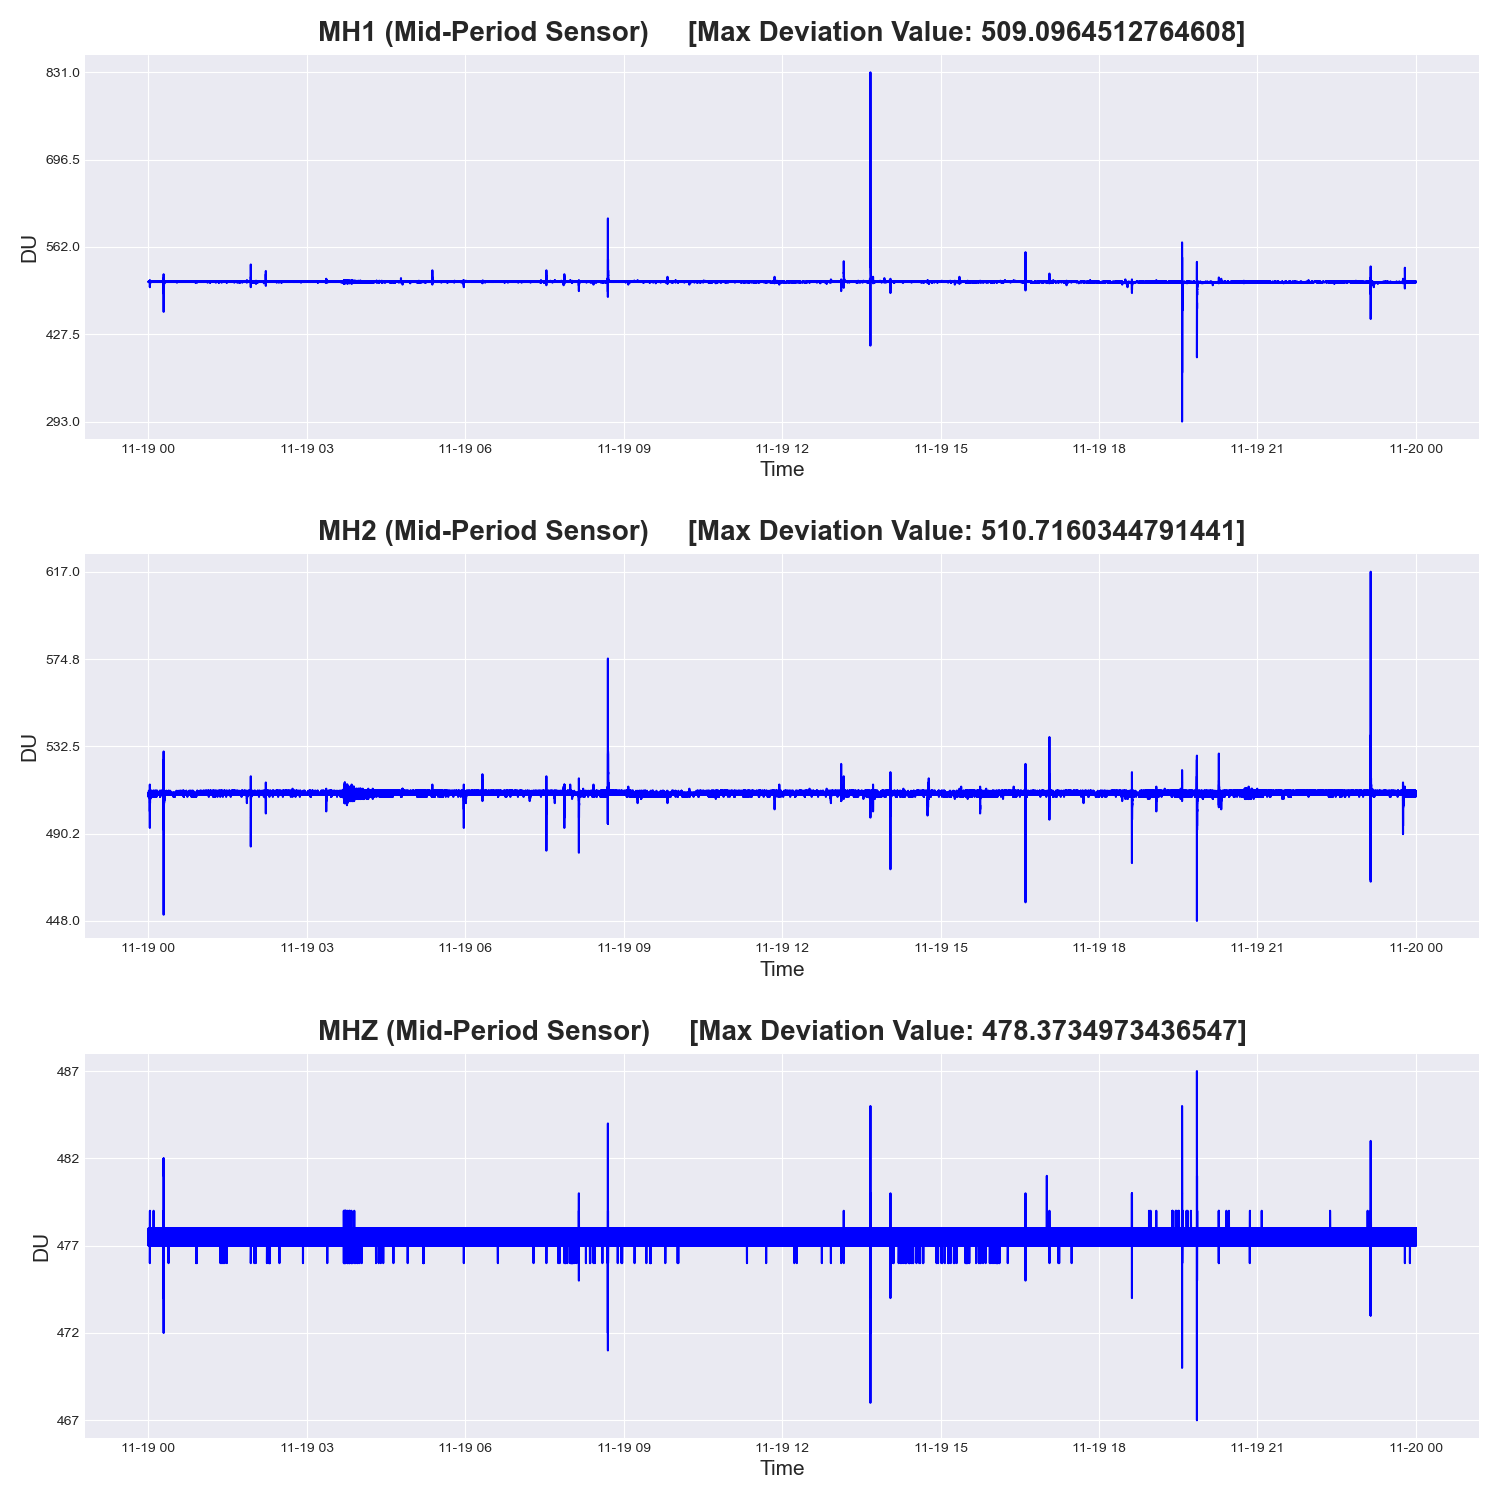 MH1 (Mid-Period Sensor) [Max Deviation Value: 509.0964512764608]
831.0
696.5
562.0
427.5
293.0
DU
11-19 00 11-19 03 11-19 06 11-19 09 11-19 12 11-19 15 11-19 18 11-19 21 11-20 00
Time
MH2 (Mid-Period Sensor) [Max Deviation Value: 510.7160344791441]
617.0
574.8
532.5
490.2
448.0
DU
11-19 00 11-19 03 11-19 06 11-19 09 11-19 12 11-19 15 11-19 18 11-19 21 11-20 00
Time
MHZ (Mid-Period Sensor) [Max Deviation Value: 478.3734973436547]
487
482
477
472
467
DU
11-19 00 11-19 03 11-19 06 11-19 09 11-19 12 11-19 15 11-19 18 11-19 21 11-20 00
Time